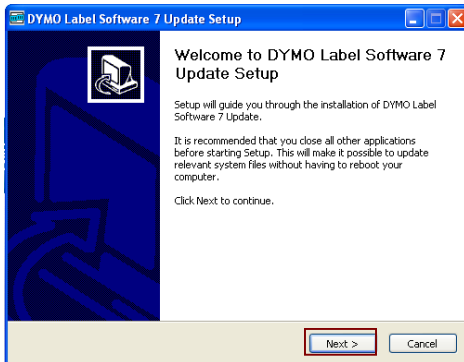 DYMO Label Software 7 Update Setup
Welcome to DYMO Label Software 7
Update Setup
Setup will guide you through the installation of DYMO Label
Software 7 Update.
It is recommended that you close all other applications
before starting Setup. This will make it possible to update
relevant system files without having to reboot your
computer.
Click Next to continue.
Next >
Cancel